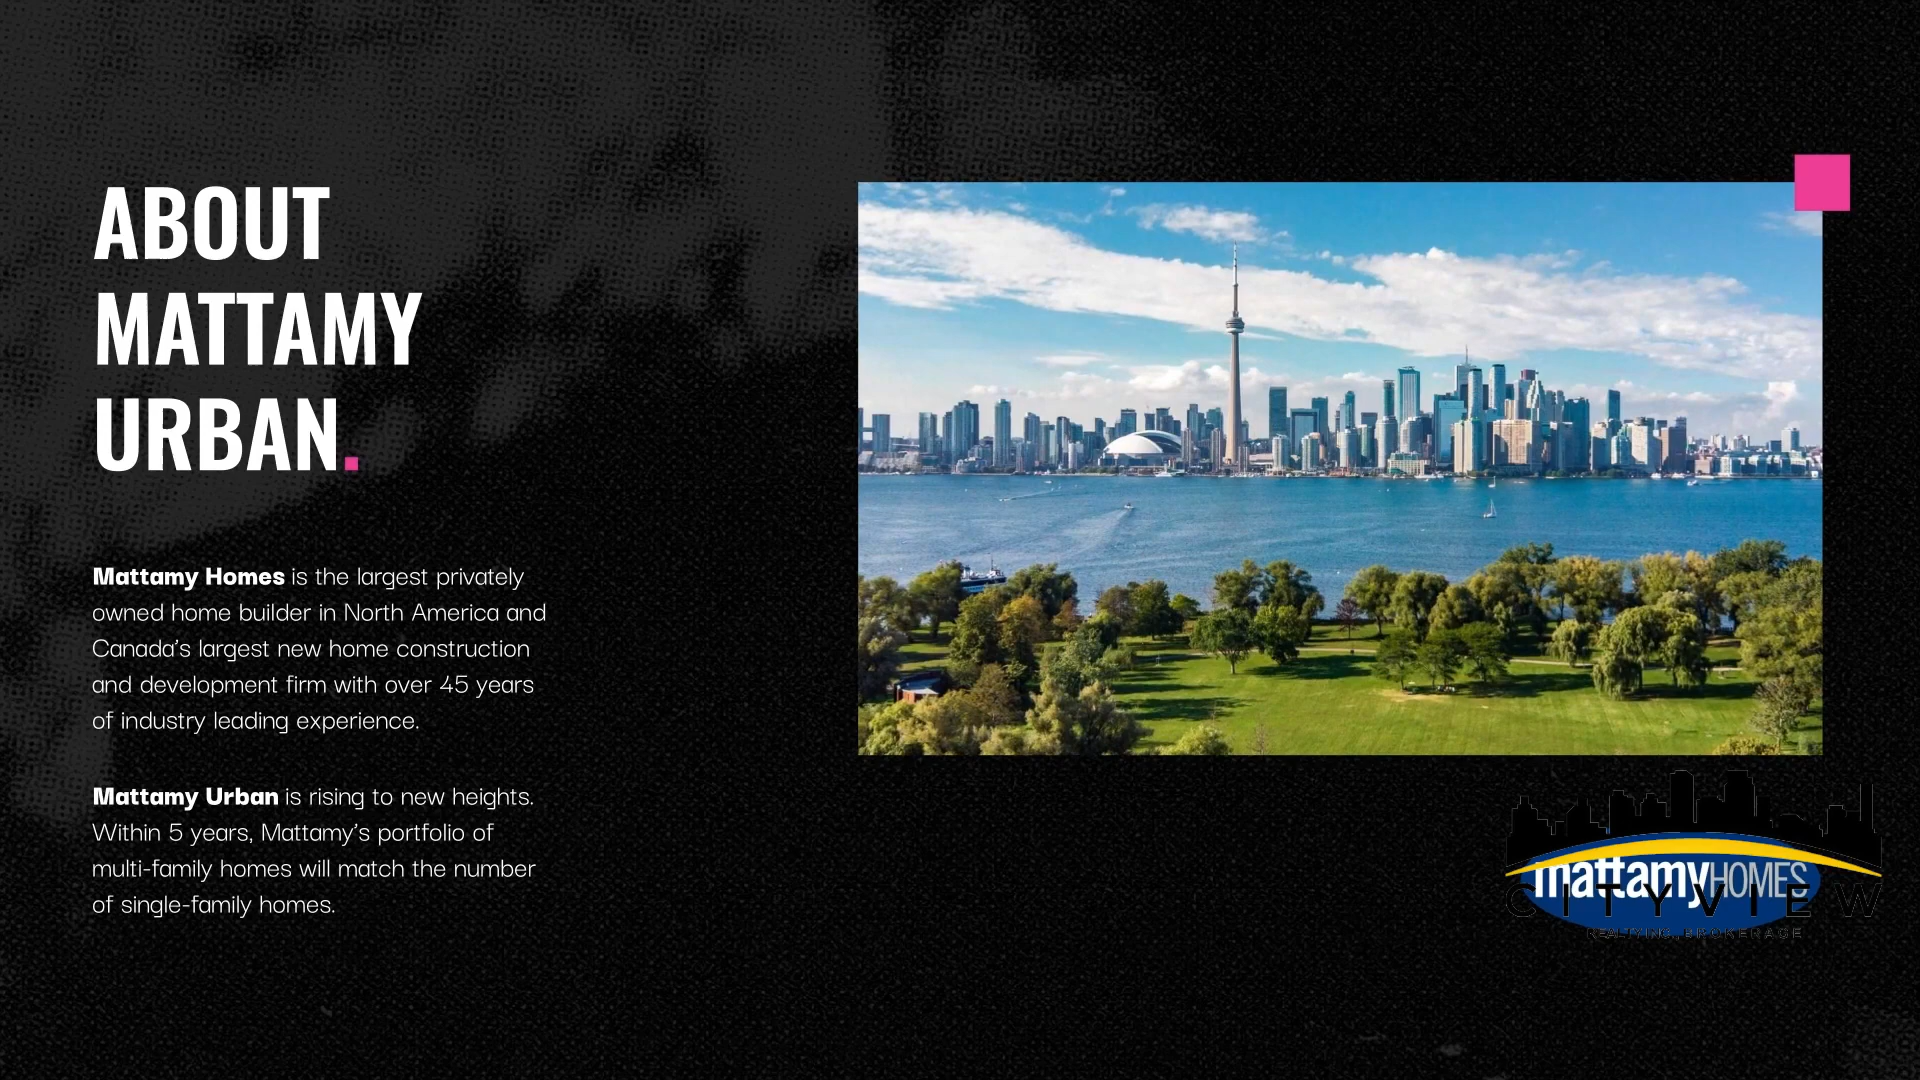 ABOUT
MATTAMY
URBAN.
Mattamy Homes is the largest privately
owned home builder in North America and
Canada’s largest new home construction
and development firm with over 45 years
of industry leading experience.
Mattamy Urban is rising to new heights.
Within 5 years, Mattamy’s portfolio of
multi-family homes will match the number
of single-family homes.
mattamyHOMES
CITYVIEW
REALTY INC., BROKERAGE